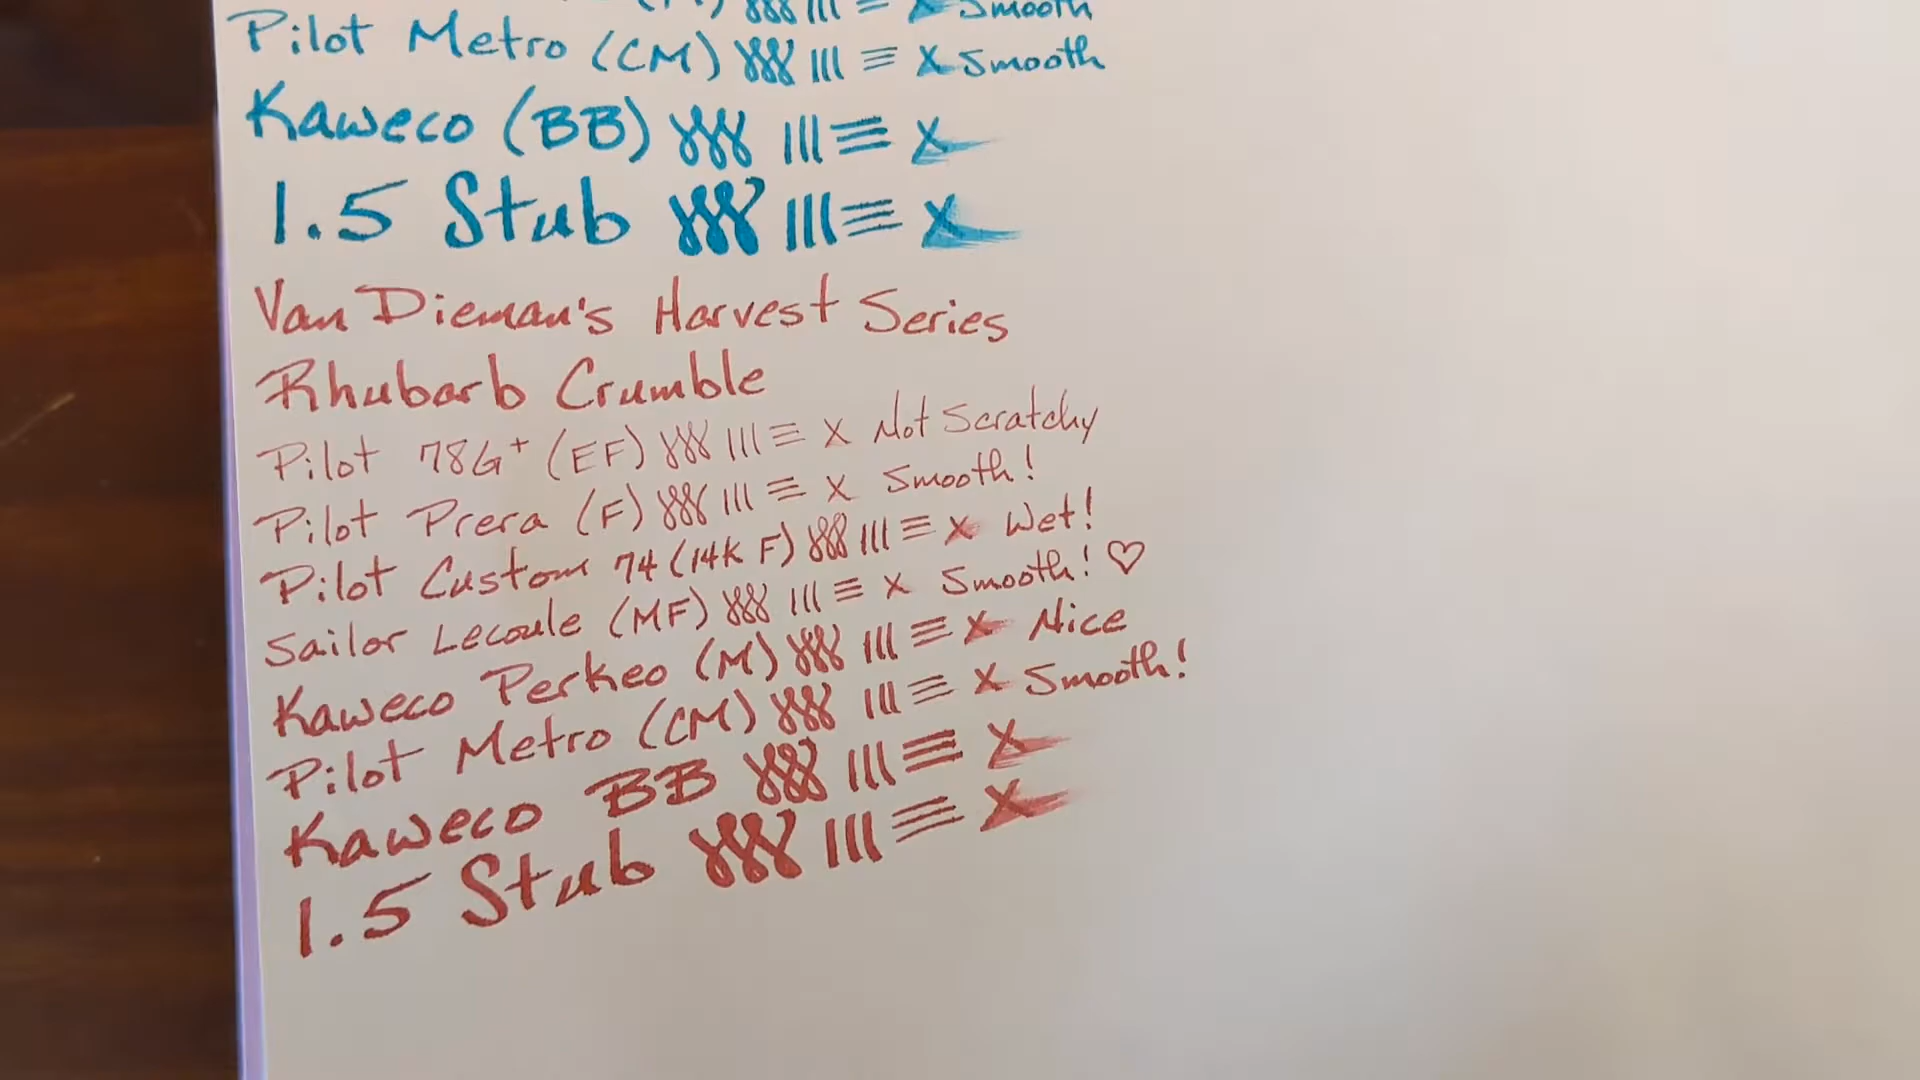 Smooth
Pilot Metro (CM) X Smooth
Kaweco (BB) X
1.5 Stub X
Van Dieman's Harvest Series
Rhubarb Crumble
Pilot 78G+ (EF) X Not Scratchy
Pilot Prera (F) X Smooth!
Pilot Custom 74 (14K F) X Wet!
Sailor Lecoule (MF) X Smooth! ♡
Kaweco Perkeo (M) X Nice
Pilot Metro (CM) X Smooth!
Kaweco BB X
1.5 Stub X